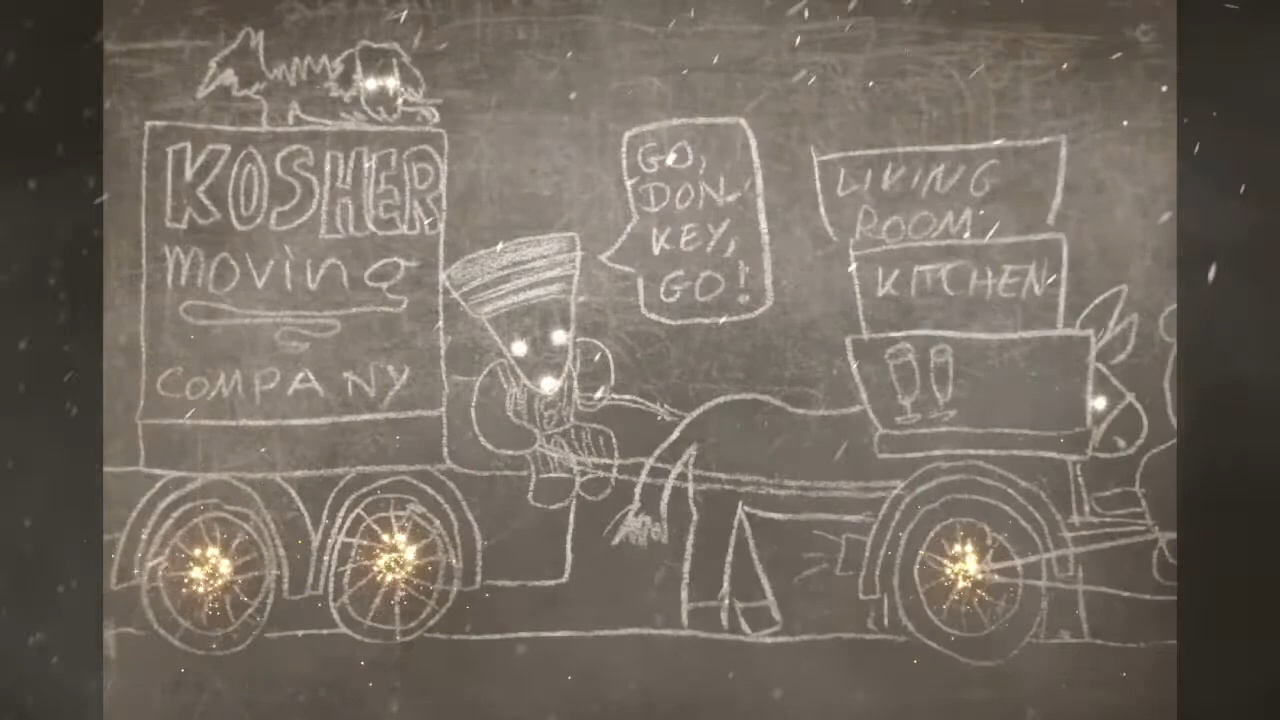 KOSHER
moving
COMPANY
GO,
DON,
KEY,
GO!
LIVING
ROOM;
KITCHEN